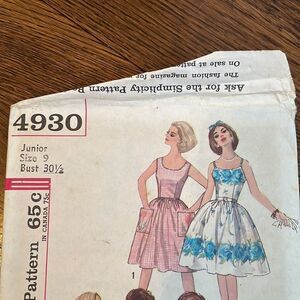 Ask for the Simplicity Pattern
The fashion magazine for
On sale at
4930
Junior
Size 9
Bust 30½
Pattern 65c
IN CANADA 75c
1